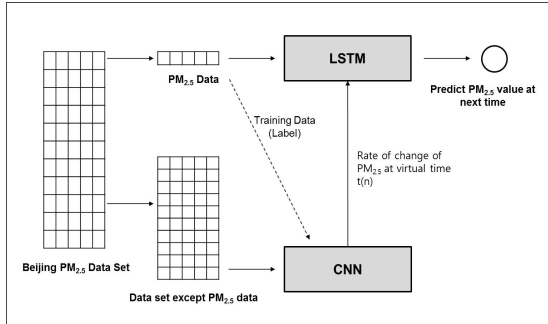 LSTM
PM2.5 Data
Predict PM2.5 value at
next time
Training Data
(Label)
Rate of change of
PM2.5 at virtual time
t(n)
Beijing PM2.5 Data Set
CNN
Data set except PM2.5 data